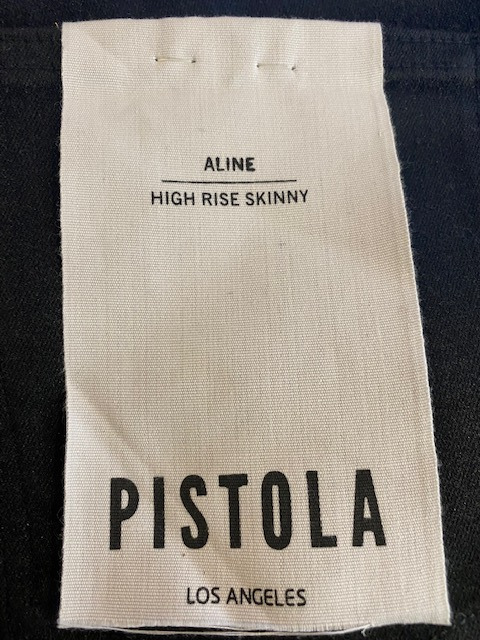 ALINE
HIGH RISE SKINNY
PISTOLA
LOS ANGELES